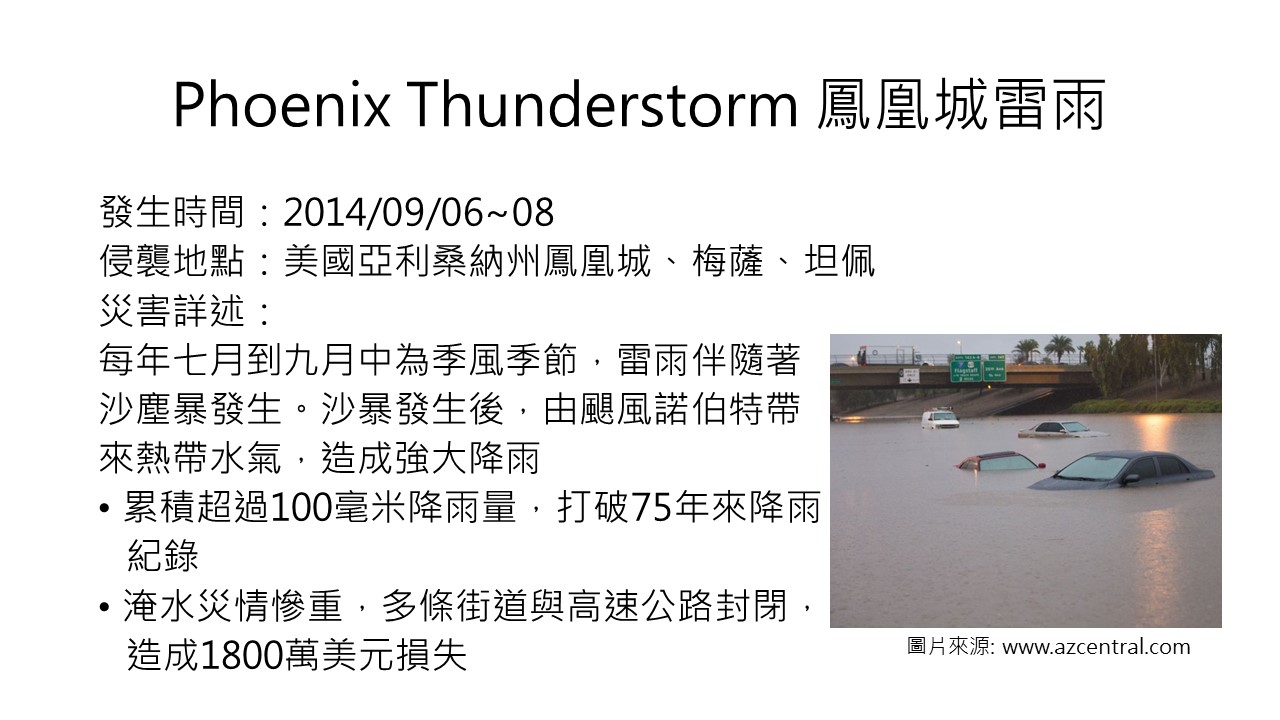 Phoenix Thunderstorm 鳳凰城雷雨
發生時間：2014/09/06~08
侵襲地點：美國亞利桑納州鳳凰城、梅薩、坦佩
災害詳述：
每年七月到九月中為季風季節，雷雨伴隨著
沙塵暴發生。沙暴發生後，由颶風諾伯特帶
來熱帶水氣，造成強大降雨
• 累積超過100毫米降雨量，打破75年來降雨
紀錄
• 淹水災情慘重，多條街道與高速公路封閉，
造成1800萬美元損失
Flagstaff
圖片來源: www.azcentral.com